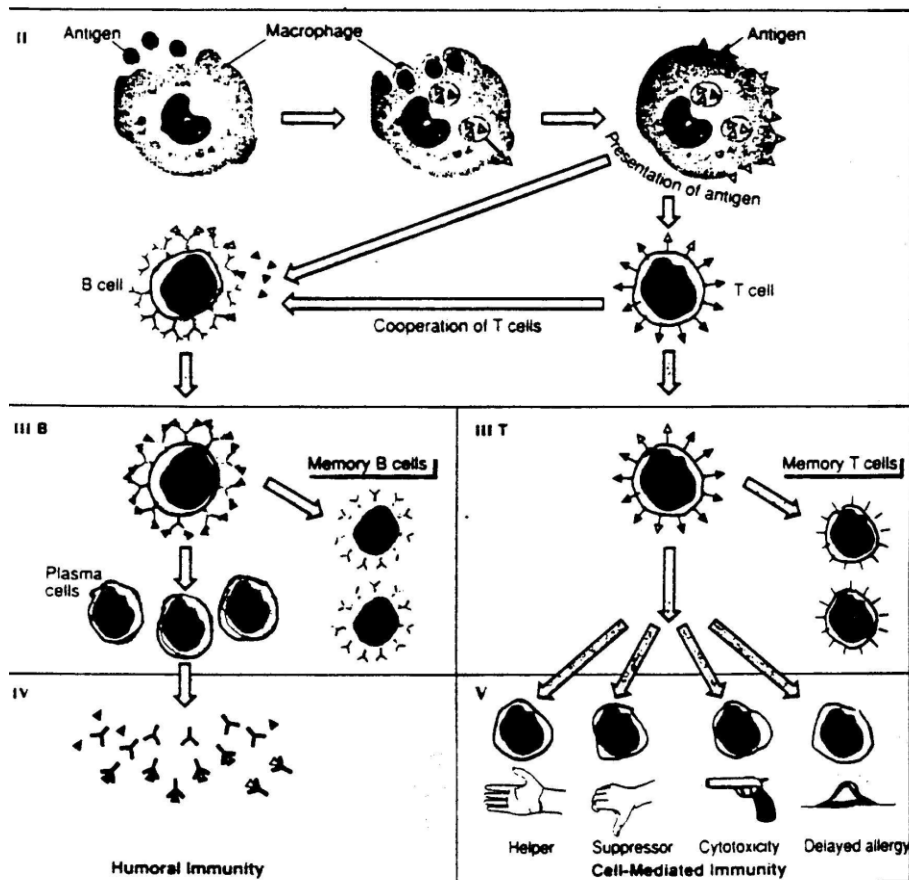 II
Antigen
Macrophage
Antigen
Presentation of antigen
B cell
T cell
Cooperation of T cells
III B
Memory B cells
Plasma
cells
III T
Memory T cells
IV
Humoral Immunity
V
Helper
Suppressor
Cytotoxicity
Delayed allergy
Cell-Mediated Immunity